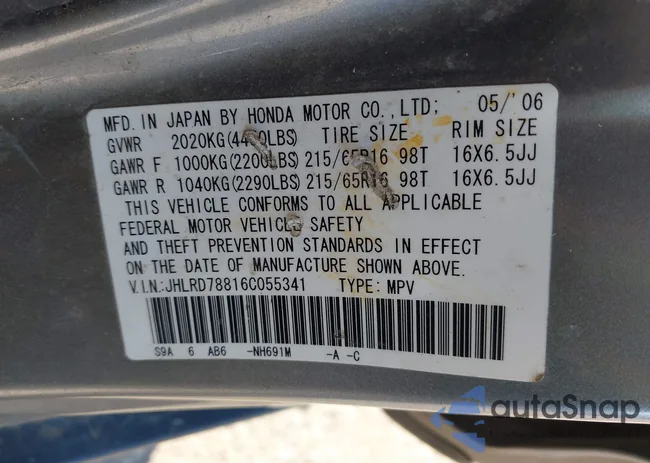 MFD. IN JAPAN BY HONDA MOTOR CO., LTD; 05/'06
GVWR 2020KG TIRE SIZE RIM SIZE
GAWR F 1000KG(2200LBS) 215/65R16 98T 16X6.5JJ
GAWR R 1040KG(2290LBS) 215/65R16 98T 16X6.5JJ
THIS VEHICLE CONFORMS TO ALL APPLICABLE
FEDERAL MOTOR VEHICLE SAFETY
AND THEFT PREVENTION STANDARDS IN EFFECT
ON THE DATE OF MANUFACTURE SHOWN ABOVE.
V.I.N.:JHLRD78816C055341 TYPE: MPV
S9A 6 AB6 -NH691M -A -C
autoSnap